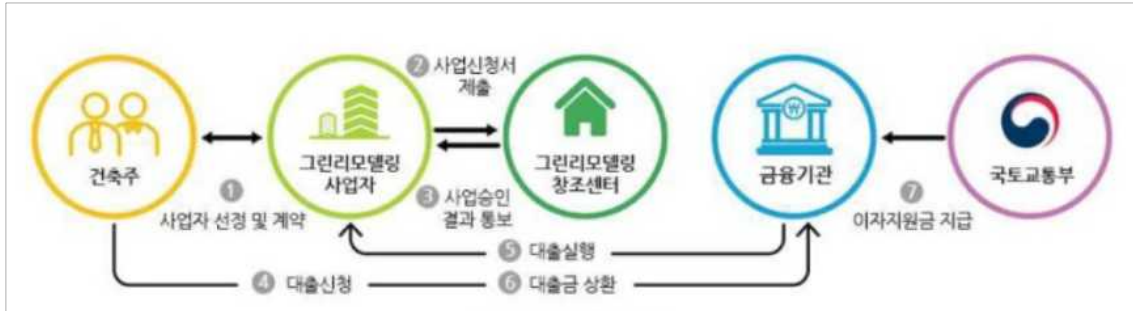 ② 사업신청서
제출
건축주
그린리모델링
사업자
그린리모델링
창조센터
₩
금융기관
국토교통부
①
사업자 선정 및 계약
③ 사업승인
결과 통보
⑦
이자지원금 지급
⑤ 대출실행
④ 대출신청
⑥ 대출금 상환